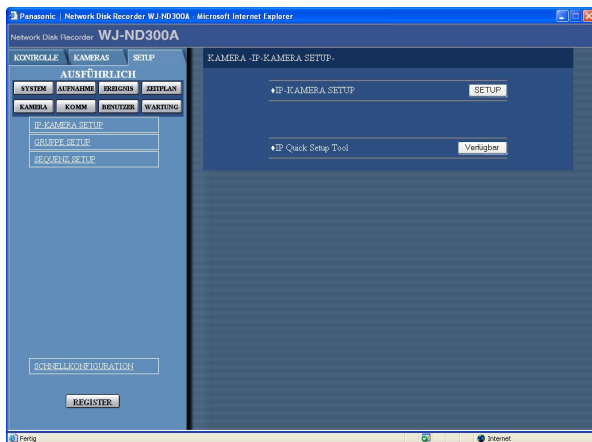 Panasonic | Network Disk Recorder WJ-ND300A - Microsoft Internet Explorer
Network Disk Recorder WJ-ND300A
KONTROLLE KAMERAS SETUP
AUSFÜHRLICH
SYSTEM AUFNAHME EREIGNIS ZEITPLAN
KAMERA KOMM BENUTZER WARTUNG
IP-KAMERA SETUP
GRUPPE SETUP
SEQUENZ SETUP
SCHNELLKONFIGURATION
REGISTER
KAMERA -IP-KAMERA SETUP-
♦IP-KAMERA SETUP SETUP
♦IP Quick Setup Tool Verfügbar
Fertig Internet